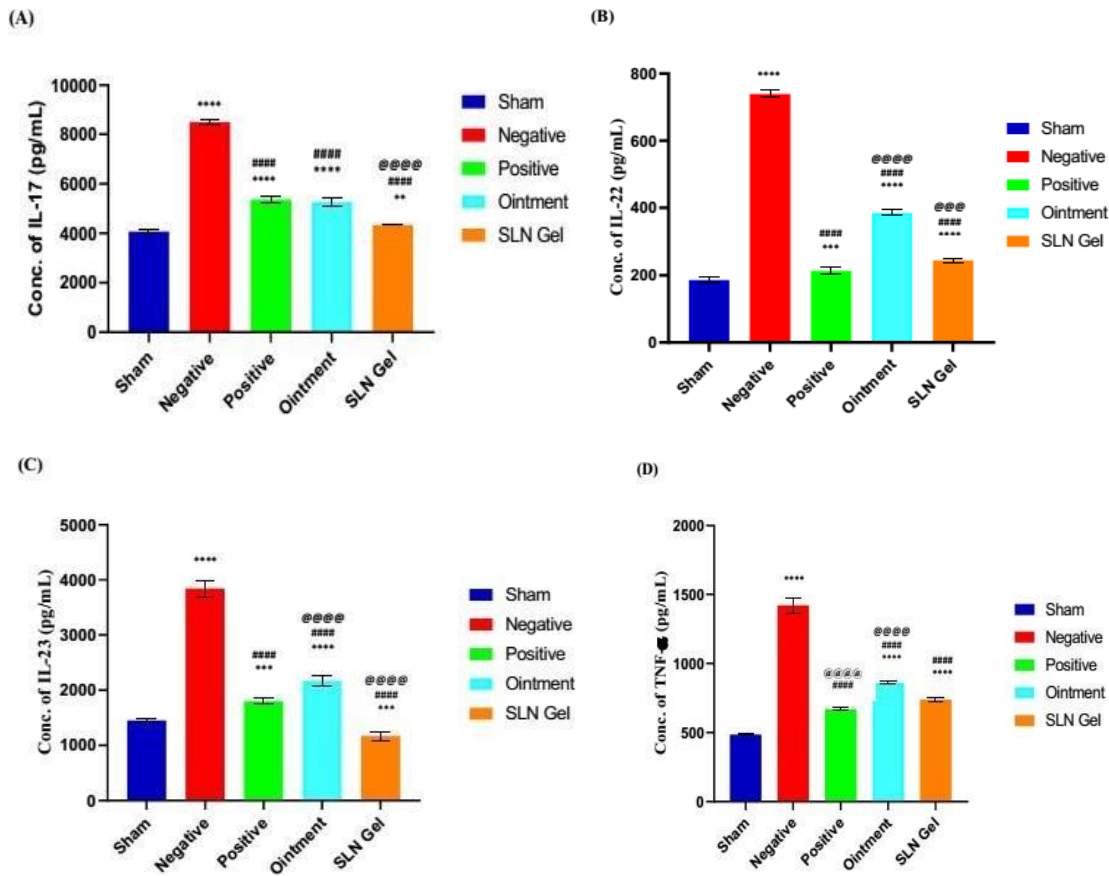 (A)
Conc. of IL-17 (pg/mL)
10000
8000
6000
4000
2000
0
****
####
****
####
****
@@@@
####
**
Sham
Negative
Positive
Ointment
SLN Gel
Sham
Negative
Positive
Ointment
SLN Gel
(B)
Conc. of IL-22 (pg/mL)
800
600
400
200
0
****
####
***
@@@@
####
****
@@@
####
****
Sham
Negative
Positive
Ointment
SLN Gel
Sham
Negative
Positive
Ointment
SLN Gel
(C)
Conc. of IL-23 (pg/mL)
5000
4000
3000
2000
1000
0
****
####
***
@@@@
####
****
@@@@
####
***
Sham
Negative
Positive
Ointment
SLN Gel
Sham
Negative
Positive
Ointment
SLN Gel
(D)
Conc. of TNF- (pg/mL)
2000
1500
1000
500
0
****
@@@@
####
@@@@
####
****
####
****
Sham
Negative
Positive
Ointment
SLN Gel
Sham
Negative
Positive
Ointment
SLN Gel